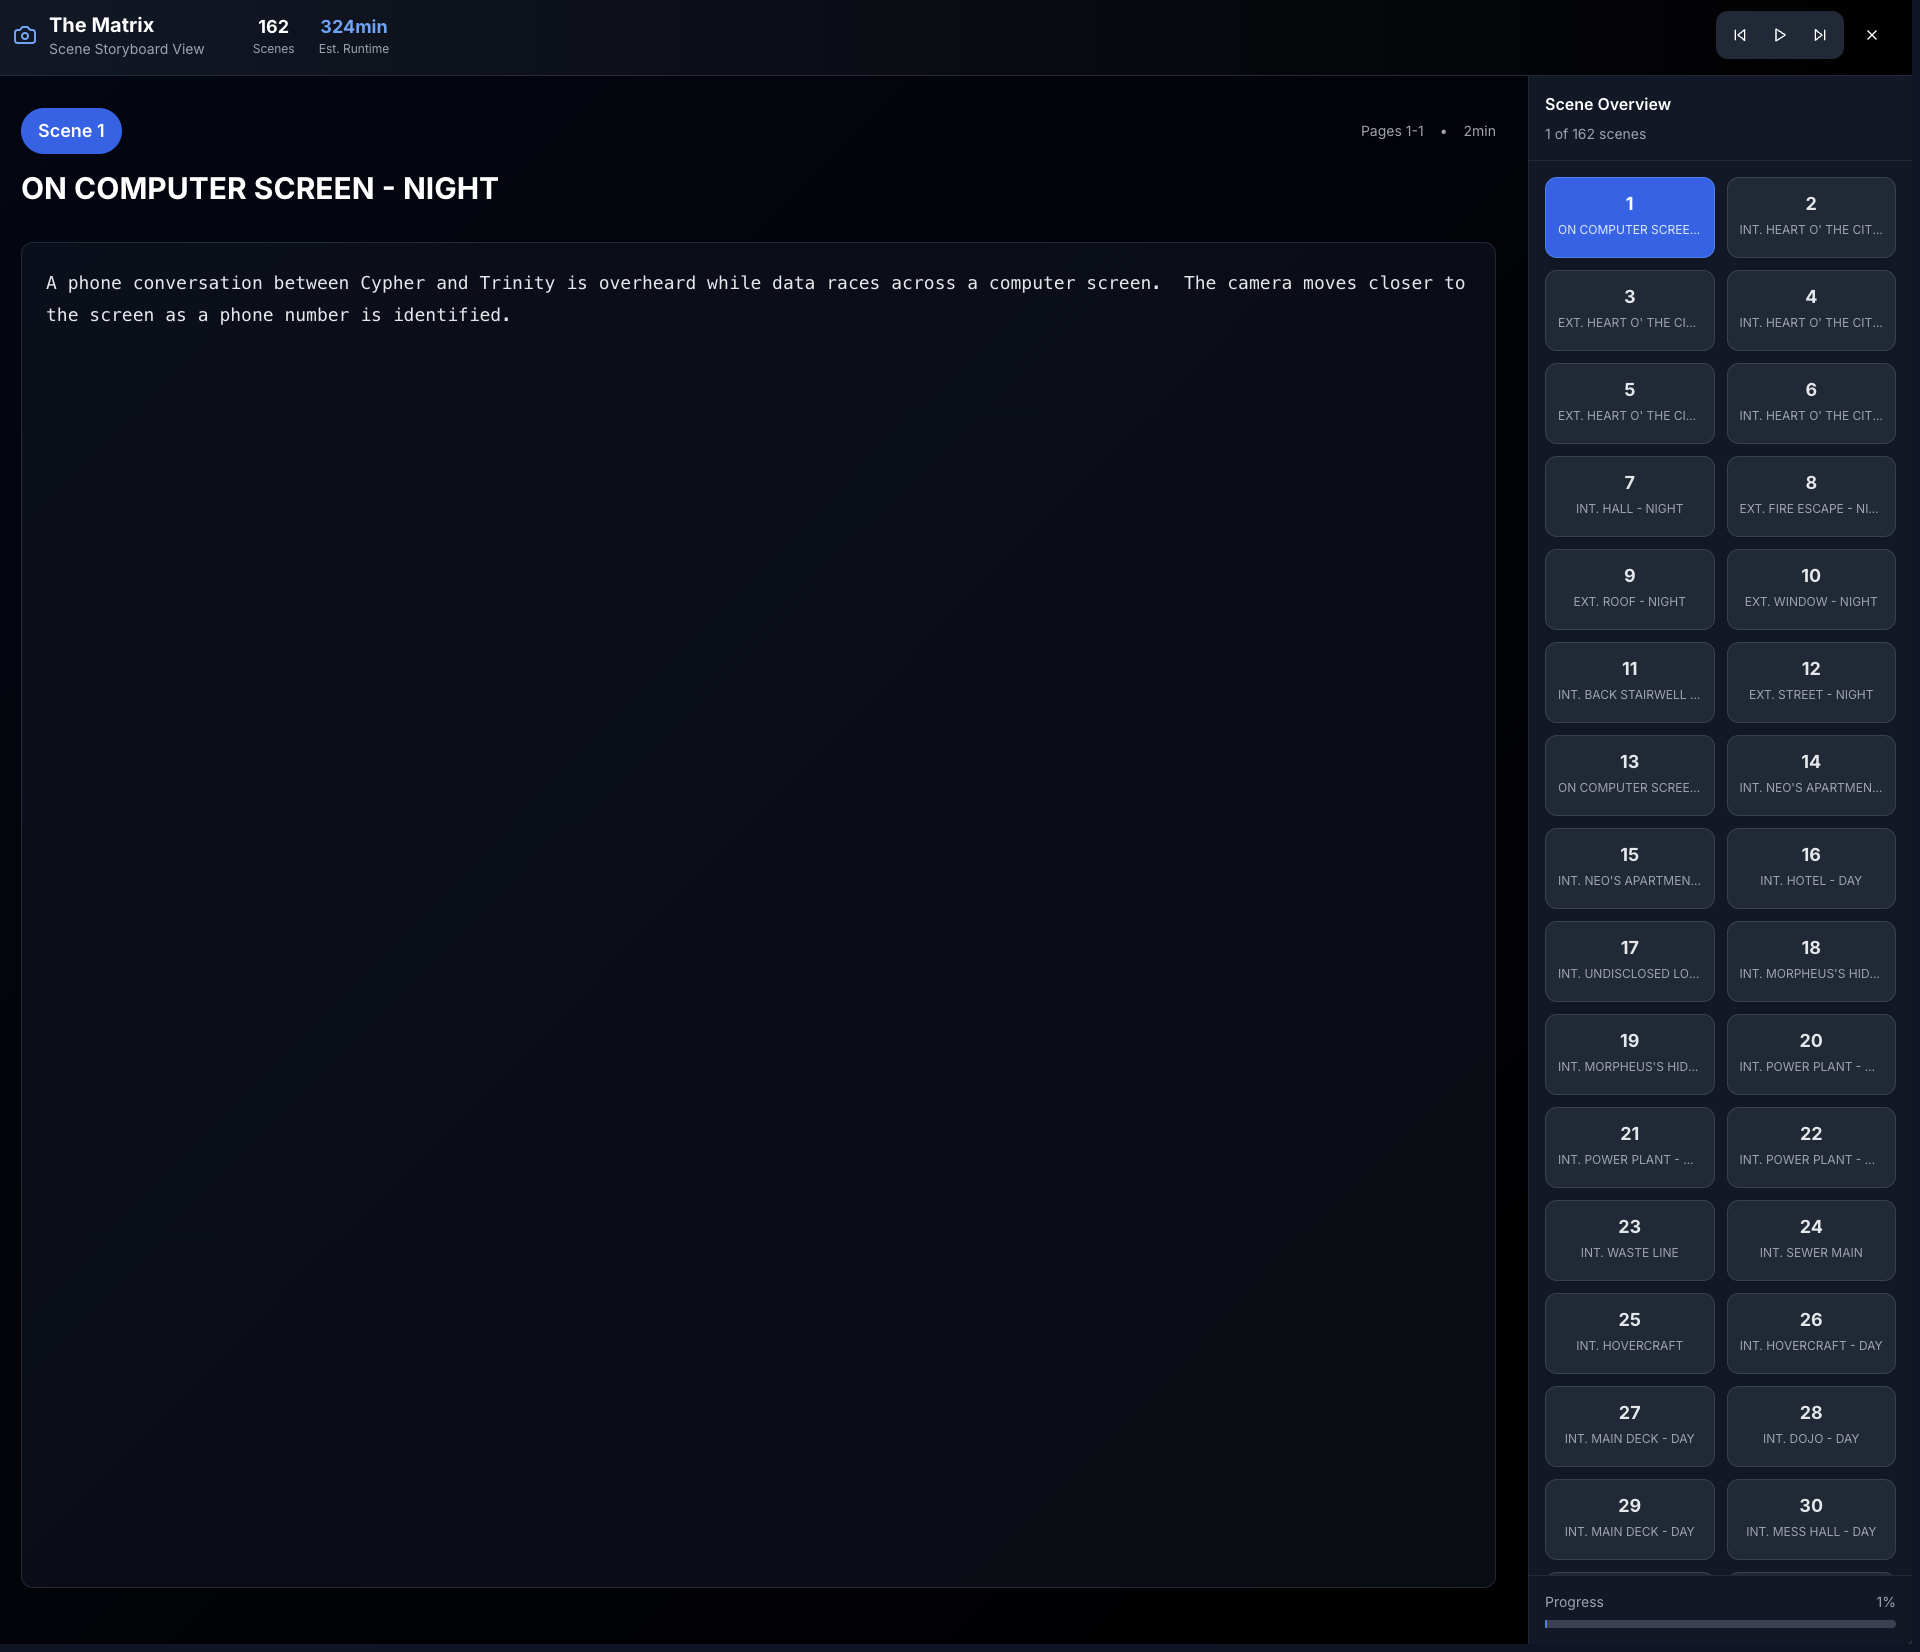 The Matrix
Scene Storyboard View
162
Scenes
324min
Est. Runtime
Scene 1
Pages 1-1 • 2min
ON COMPUTER SCREEN - NIGHT
A phone conversation between Cypher and Trinity is overheard while data races across a computer screen.  The camera moves closer to
the screen as a phone number is identified.
Scene Overview
1 of 162 scenes
1
ON COMPUTER SCREE...
2
INT. HEART O' THE CIT...
3
EXT. HEART O' THE CI...
4
INT. HEART O' THE CIT...
5
EXT. HEART O' THE CI...
6
INT. HEART O' THE CIT...
7
INT. HALL - NIGHT
8
EXT. FIRE ESCAPE - NI...
9
EXT. ROOF - NIGHT
10
EXT. WINDOW - NIGHT
11
INT. BACK STAIRWELL ...
12
EXT. STREET - NIGHT
13
ON COMPUTER SCREE...
14
INT. NEO'S APARTMEN...
15
INT. NEO'S APARTMEN...
16
INT. HOTEL - DAY
17
INT. UNDISCLOSED LO...
18
INT. MORPHEUS'S HID...
19
INT. MORPHEUS'S HID...
20
INT. POWER PLANT - ...
21
INT. POWER PLANT - ...
22
INT. POWER PLANT - ...
23
INT. WASTE LINE
24
INT. SEWER MAIN
25
INT. HOVERCRAFT
26
INT. HOVERCRAFT - DAY
27
INT. MAIN DECK - DAY
28
INT. DOJO - DAY
29
INT. MAIN DECK - DAY
30
INT. MESS HALL - DAY
Progress
1%